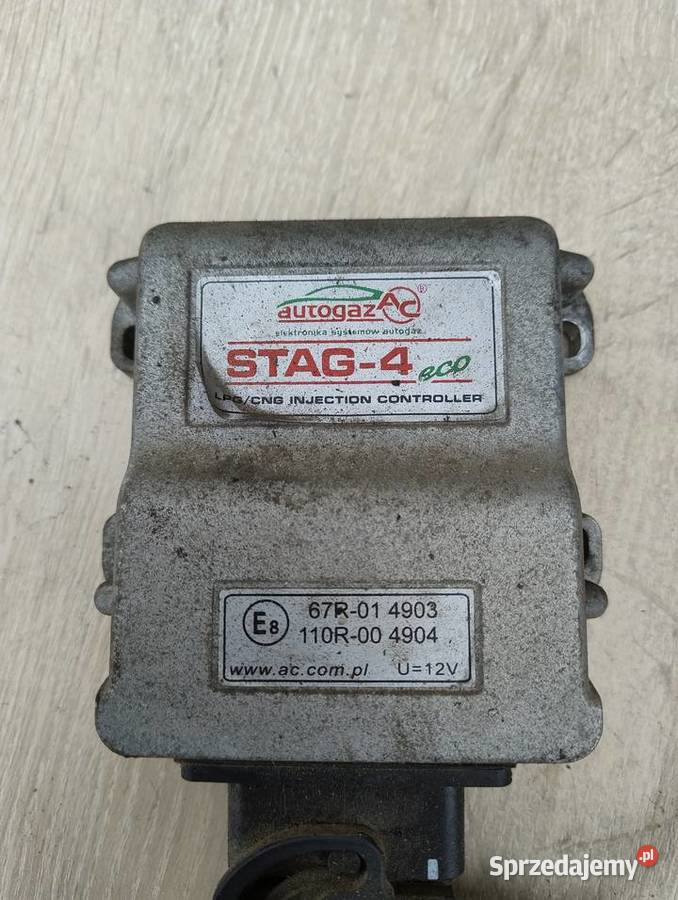 autogaz AC ®
elektronika systemów autogaz
STAG-4 eco
LPG/CNG INJECTION CONTROLLER
E8 67R-01 4903
110R-00 4904
www.ac.com.pl U=12V
Sprzedajemy.pl